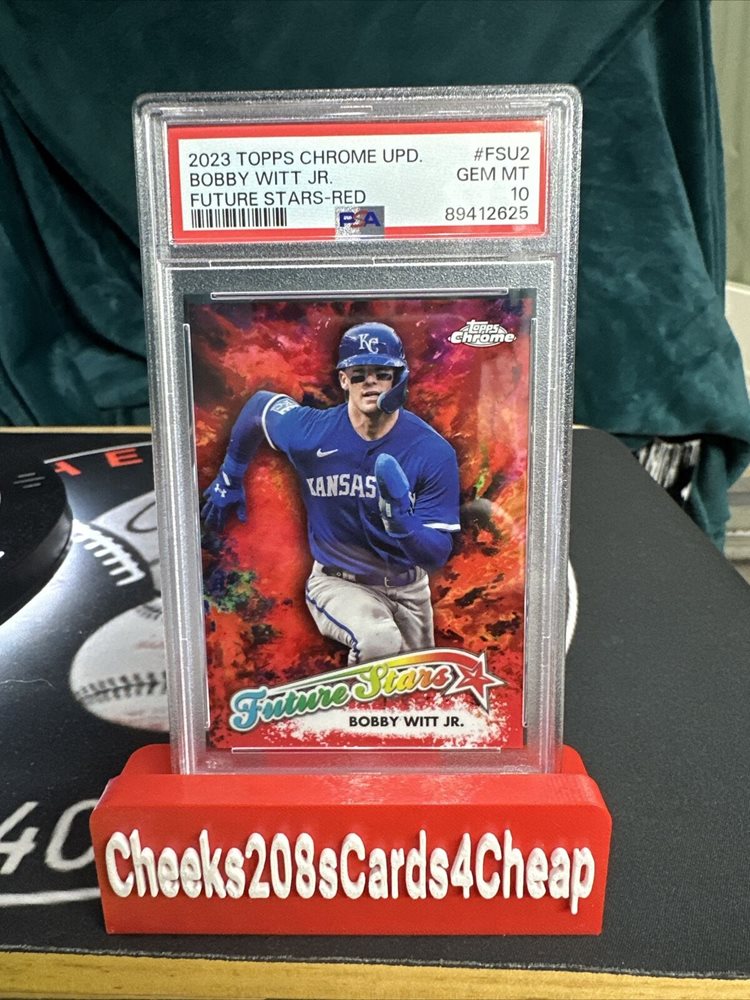 2023 TOPPS CHROME UPD. #FSU2
BOBBY WITT JR. GEM MT
FUTURE STARS-RED 10
PSA 89412625
Topps
Chrome
KC
KANSAS
Future Stars
BOBBY WITT JR.
Cheeks208sCards4Cheap